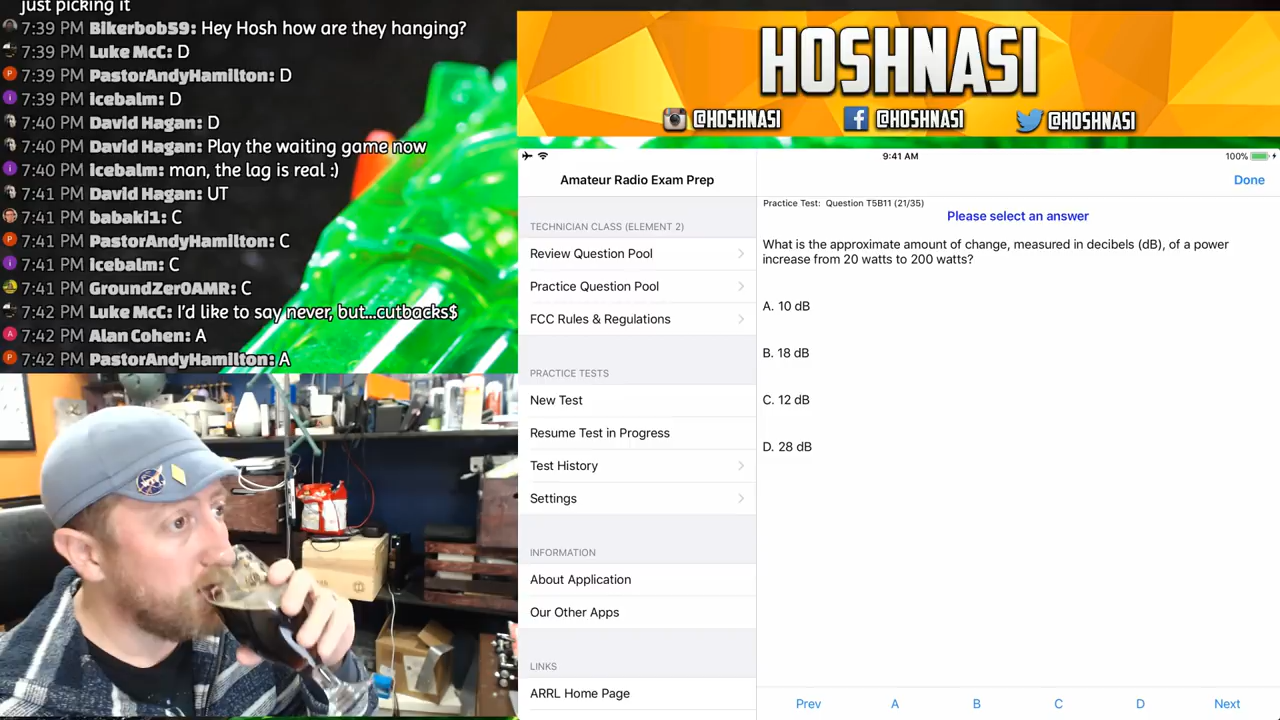 just picking it
7:39 PM Bikerbob59: Hey Hosh how are they hanging?
7:39 PM Luke McC: D
7:39 PM PastorAndyHamilton: D
7:39 PM icebalm: D
7:40 PM David Hagan: D
7:40 PM David Hagan: Play the waiting game now
7:40 PM icebalm: man, the lag is real :)
7:41 PM David Hagan: UT
7:41 PM babakl1: C
7:41 PM PastorAndyHamilton: C
7:41 PM icebalm: C
7:41 PM GroundZer0AMR: C
7:42 PM Luke McC: I'd like to say never, but...cutbacks$
7:42 PM Alan Cohen: A
7:42 PM PastorAndyHamilton: A
HOSHNASI
@HOSHNASI @HOSHNASI @HOSHNASI
9:41 AM 100%
Amateur Radio Exam Prep
TECHNICIAN CLASS (ELEMENT 2)
Review Question Pool
Practice Question Pool
FCC Rules & Regulations
PRACTICE TESTS
New Test
Resume Test in Progress
Test History
Settings
INFORMATION
About Application
Our Other Apps
LINKS
ARRL Home Page
Done
Practice Test: Question T5B11 (21/35)
Please select an answer
What is the approximate amount of change, measured in decibels (dB), of a power
increase from 20 watts to 200 watts?
A. 10 dB
B. 18 dB
C. 12 dB
D. 28 dB
Prev A B C D Next